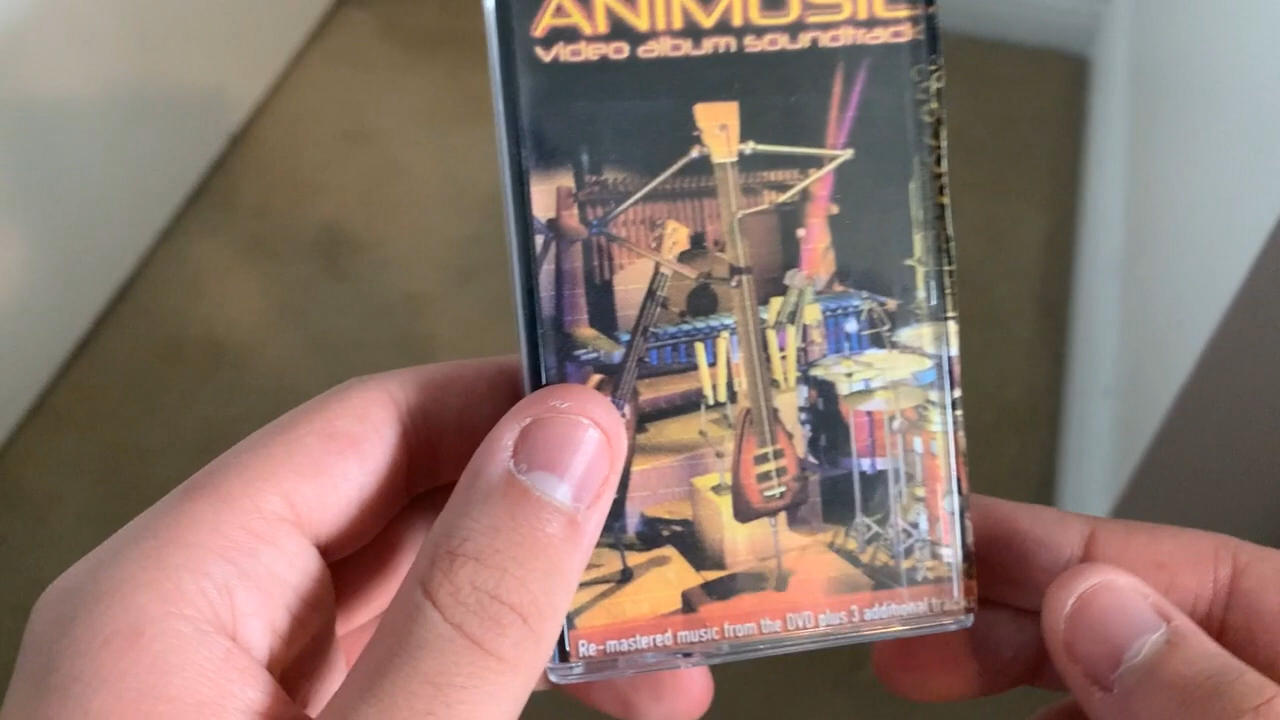 ANIMUSIC
video album soundtrack
Re-mastered music from the DVD plus 3 additional